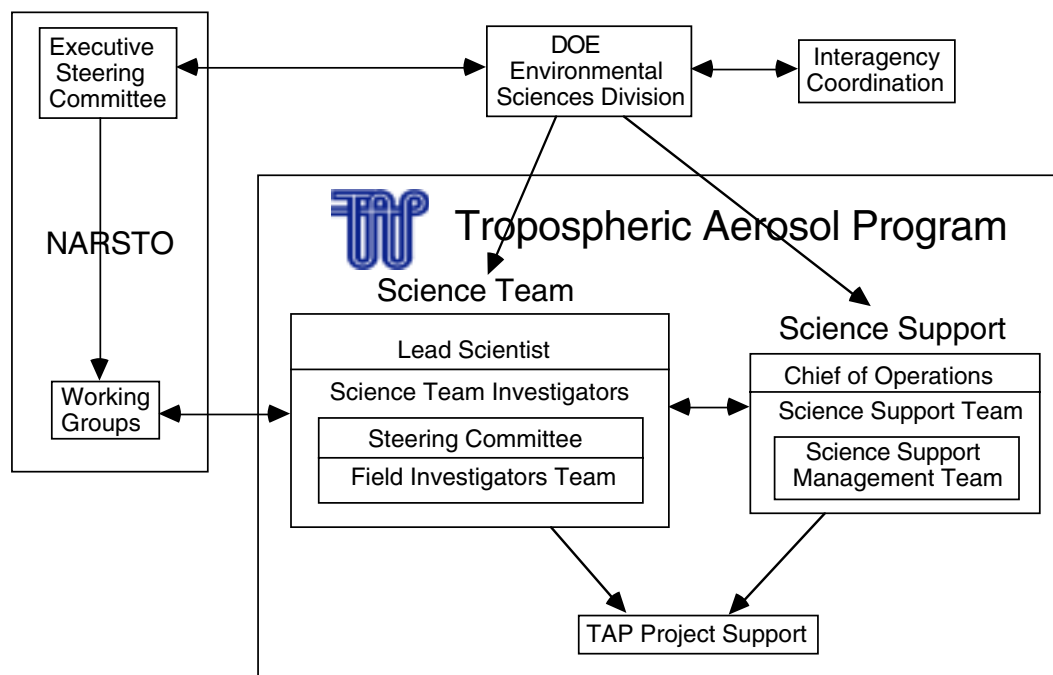 Executive
Steering
Committee
DOE
Environmental
Sciences Division
Interagency
Coordination
NARSTO
TAP
Tropospheric Aerosol Program
Science Team
Science Support
Lead Scientist
Science Team Investigators
Steering Committee
Field Investigators Team
Chief of Operations
Science Support Team
Science Support
Management Team
Working
Groups
TAP Project Support